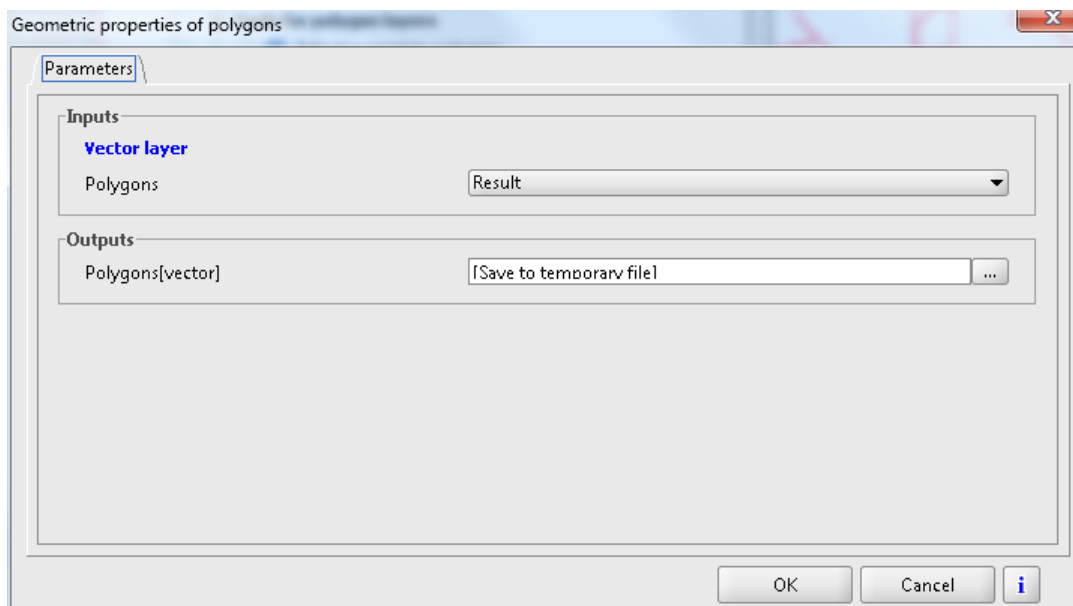 Geometric properties of polygons
Parameters
Inputs
Vector layer
Polygons
Result
Outputs
Polygons[vector]
[Save to temporary file]
...
OK
Cancel
i